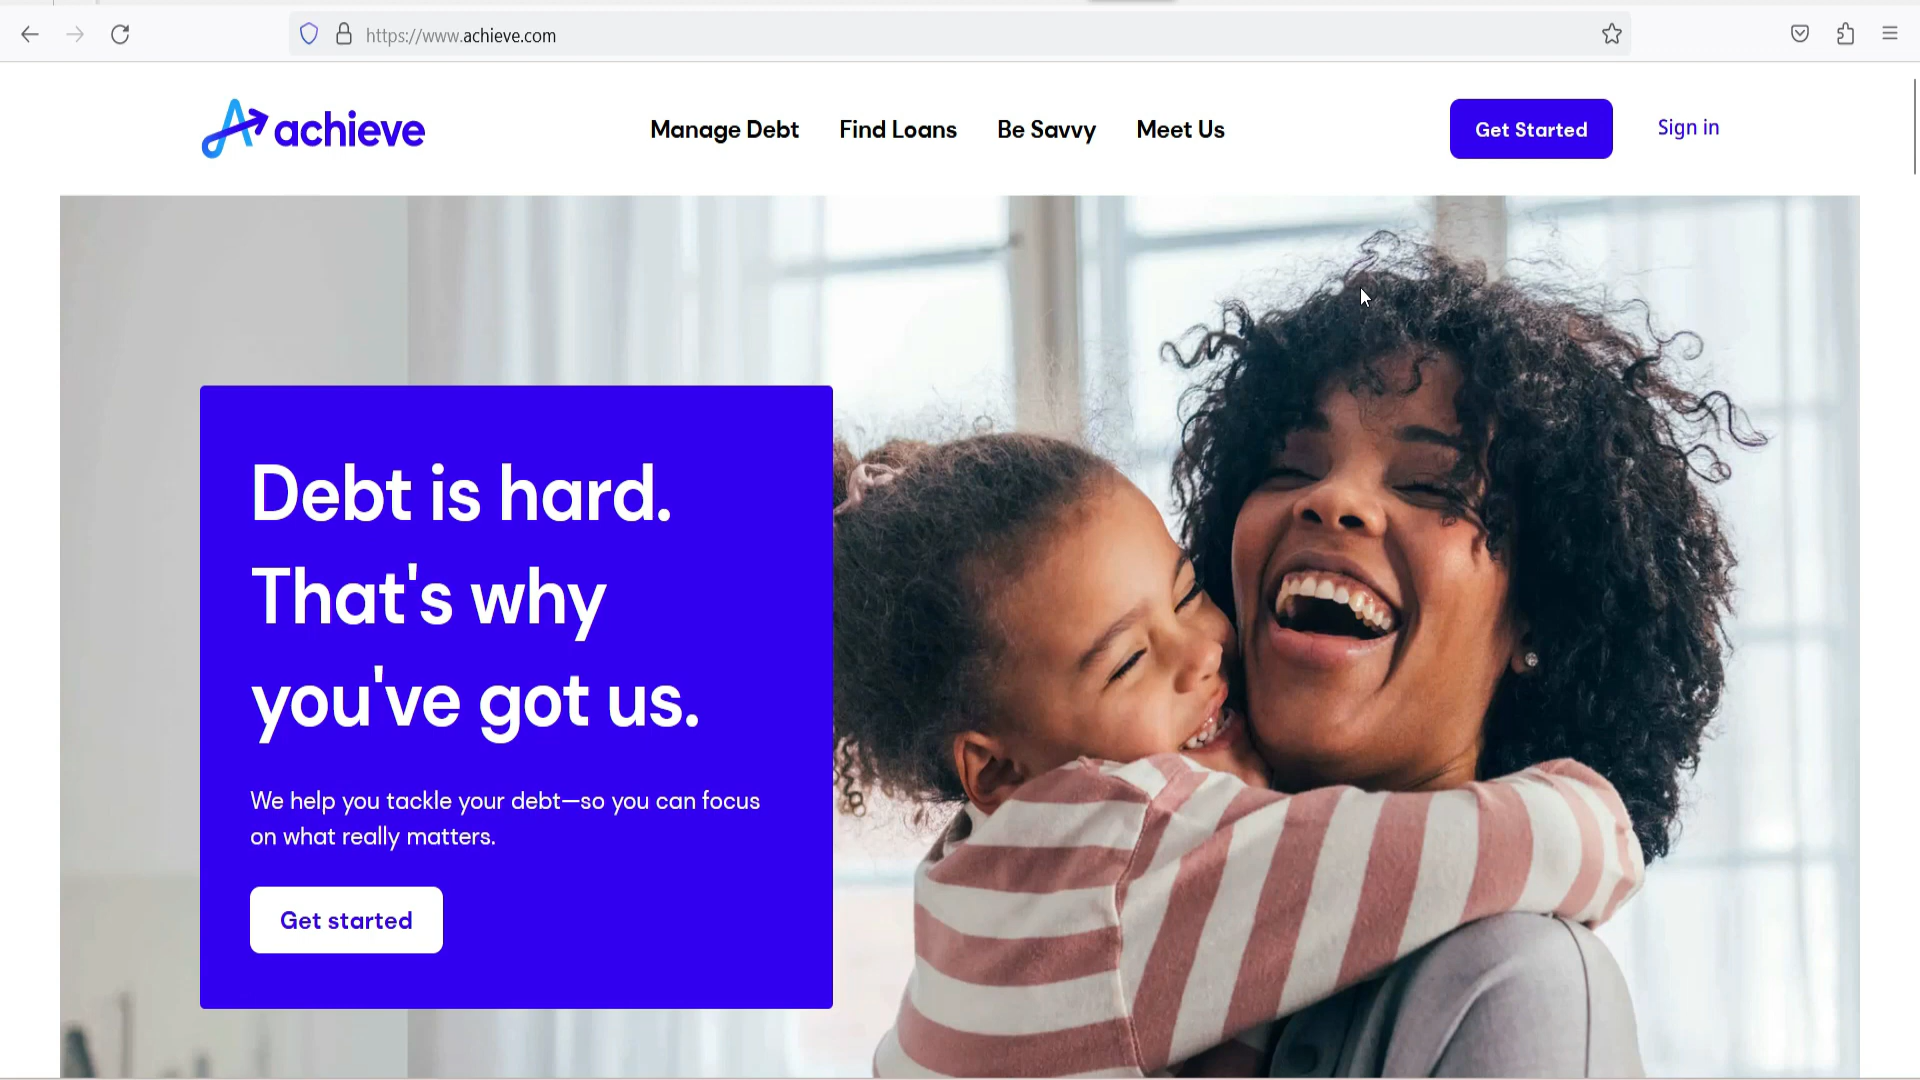 https://www.achieve.com
achieve
Manage Debt
Find Loans
Be Savvy
Meet Us
Get Started
Sign in
Debt is hard.
That's why
you've got us.
We help you tackle your debt—so you can focus
on what really matters.
Get started